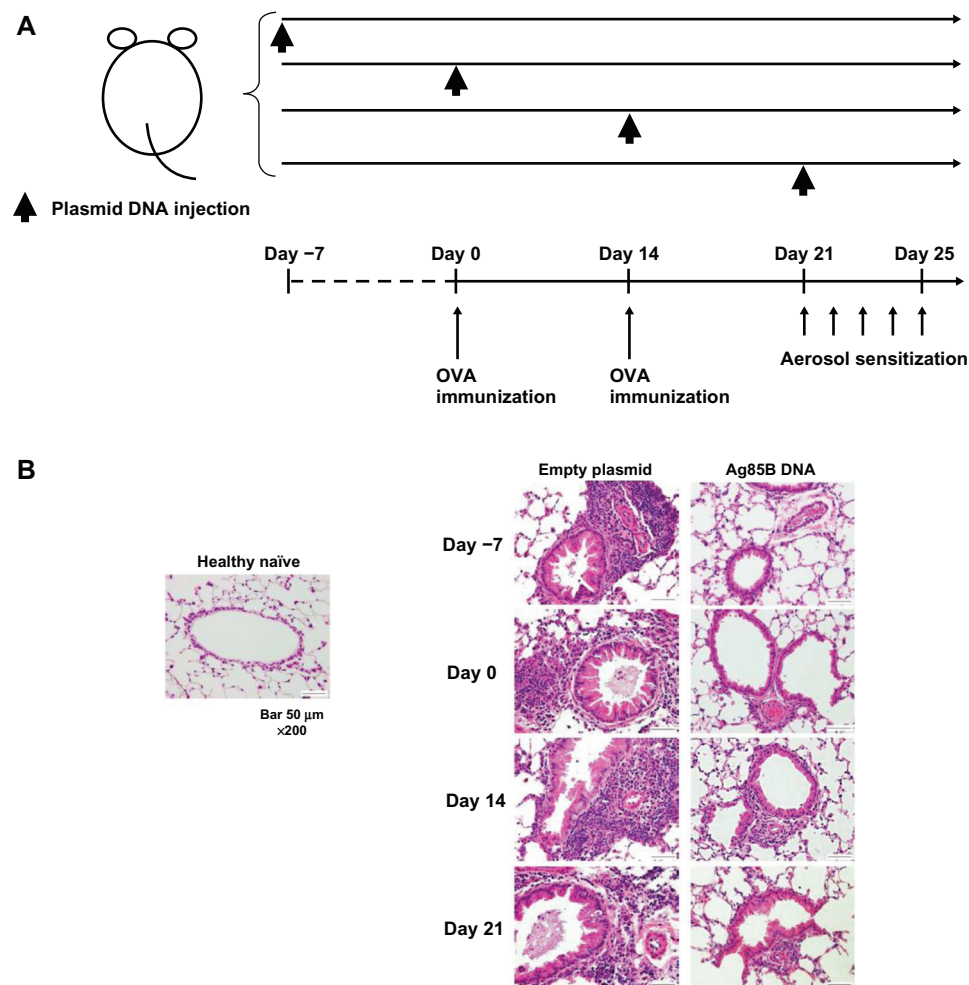 A
Plasmid DNA injection
Day −7
Day 0
Day 14
Day 21
Day 25
OVA
immunization
OVA
immunization
Aerosol sensitization
B
Empty plasmid
Ag85B DNA
Healthy naïve
Bar 50 μm
×200
Day −7
Day 0
Day 14
Day 21